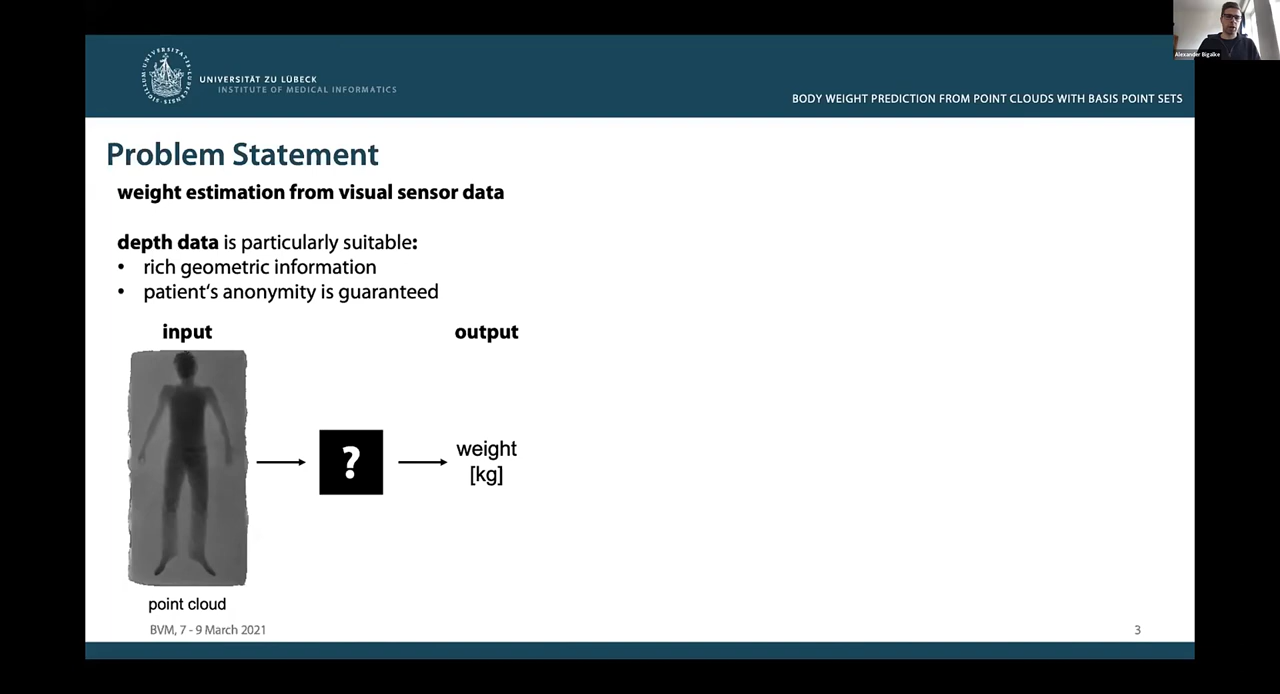 Alexander Bigalke
UNIVERSITÄT ZU LÜBECK
INSTITUTE OF MEDICAL INFORMATICS
BODY WEIGHT PREDICTION FROM POINT CLOUDS WITH BASIS POINT SETS
Problem Statement
weight estimation from visual sensor data
depth data is particularly suitable:
• rich geometric information
• patient‘s anonymity is guaranteed
input output
?
weight
[kg]
point cloud
BVM, 7 - 9 March 2021
3